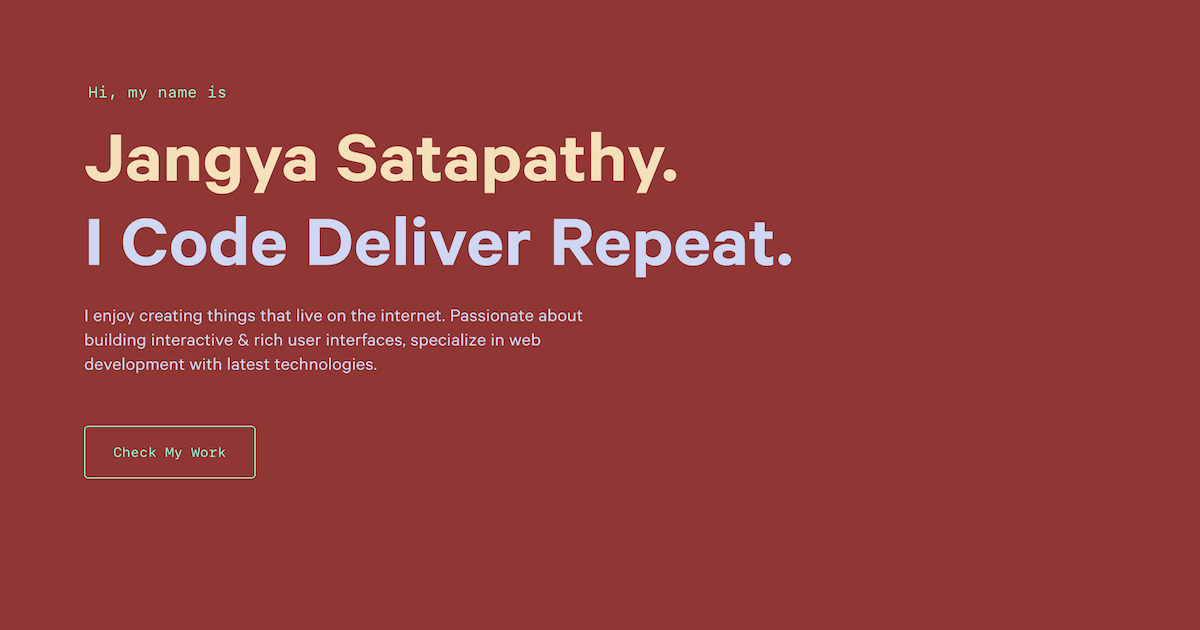 Hi, my name is
Jangya Satapathy.
I Code Deliver Repeat.
I enjoy creating things that live on the internet. Passionate about
building interactive & rich user interfaces, specialize in web
development with latest technologies.
Check My Work